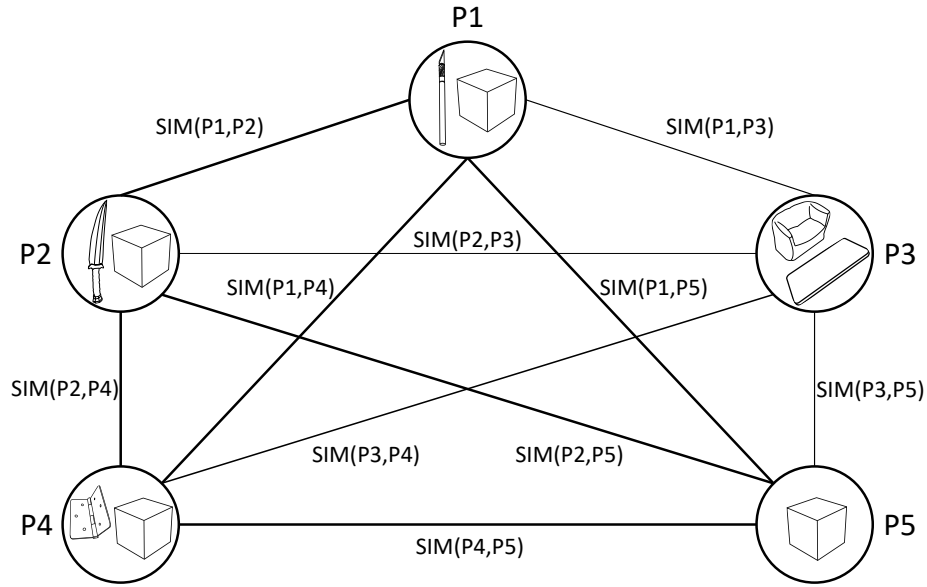 P1
SIM(P1,P2)
SIM(P1,P3)
P2
SIM(P2,P3)
P3
SIM(P1,P4)
SIM(P1,P5)
SIM(P2,P4)
SIM(P3,P5)
SIM(P3,P4)
SIM(P2,P5)
P4
SIM(P4,P5)
P5